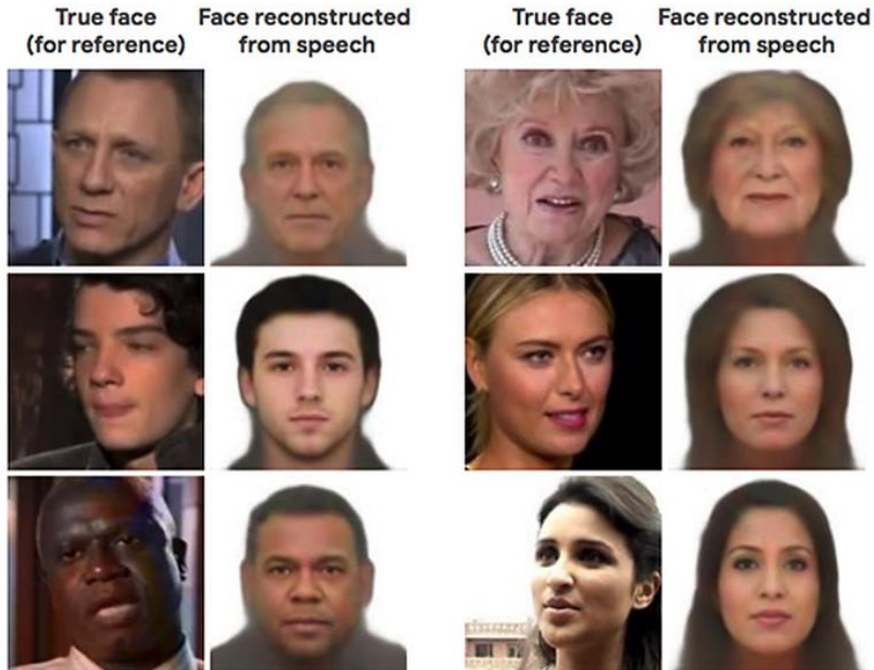 True face
(for reference)
Face reconstructed
from speech
True face
(for reference)
Face reconstructed
from speech